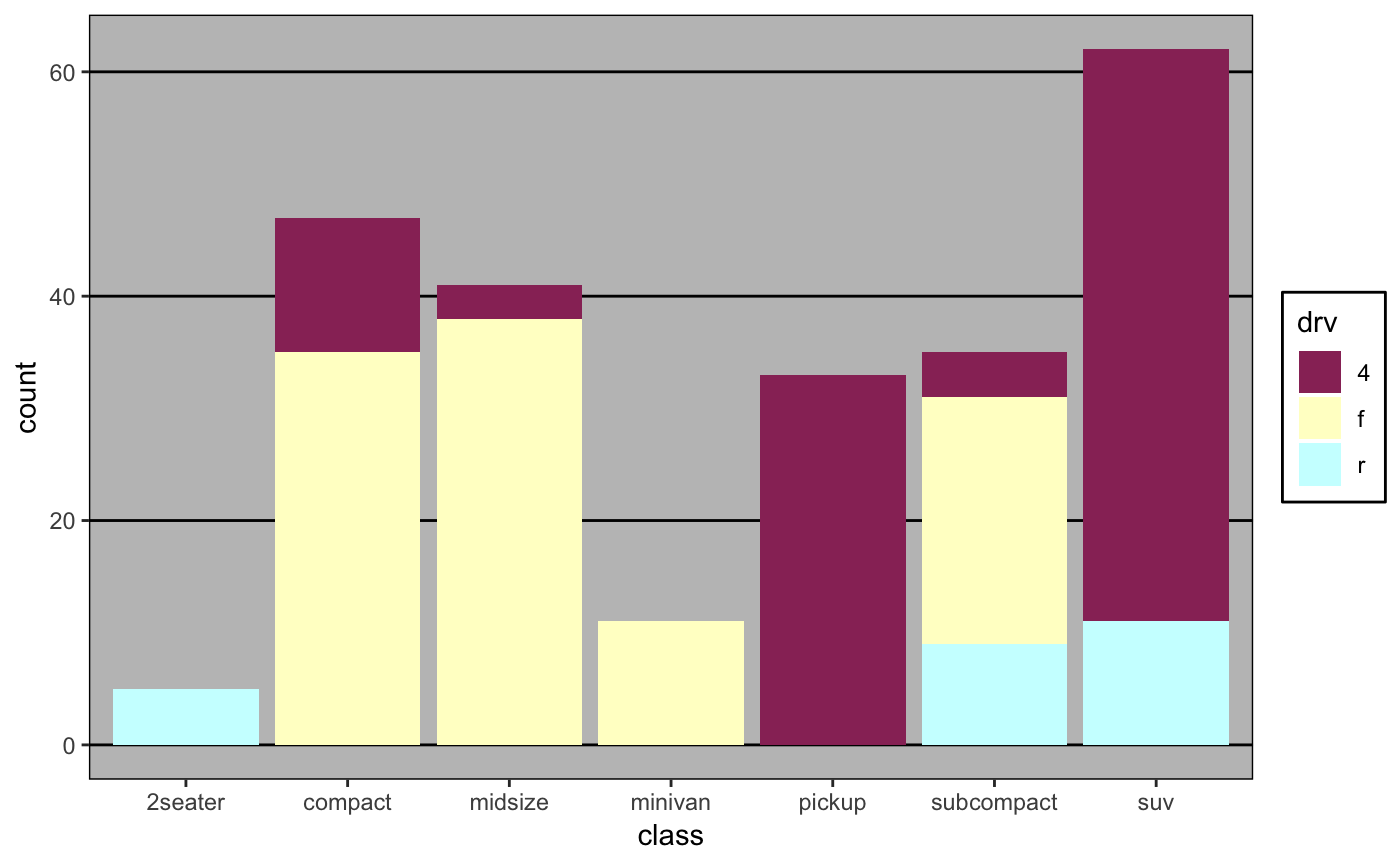 60
40
20
0
count
2seater compact midsize minivan pickup subcompact suv
class
drv
4
f
r